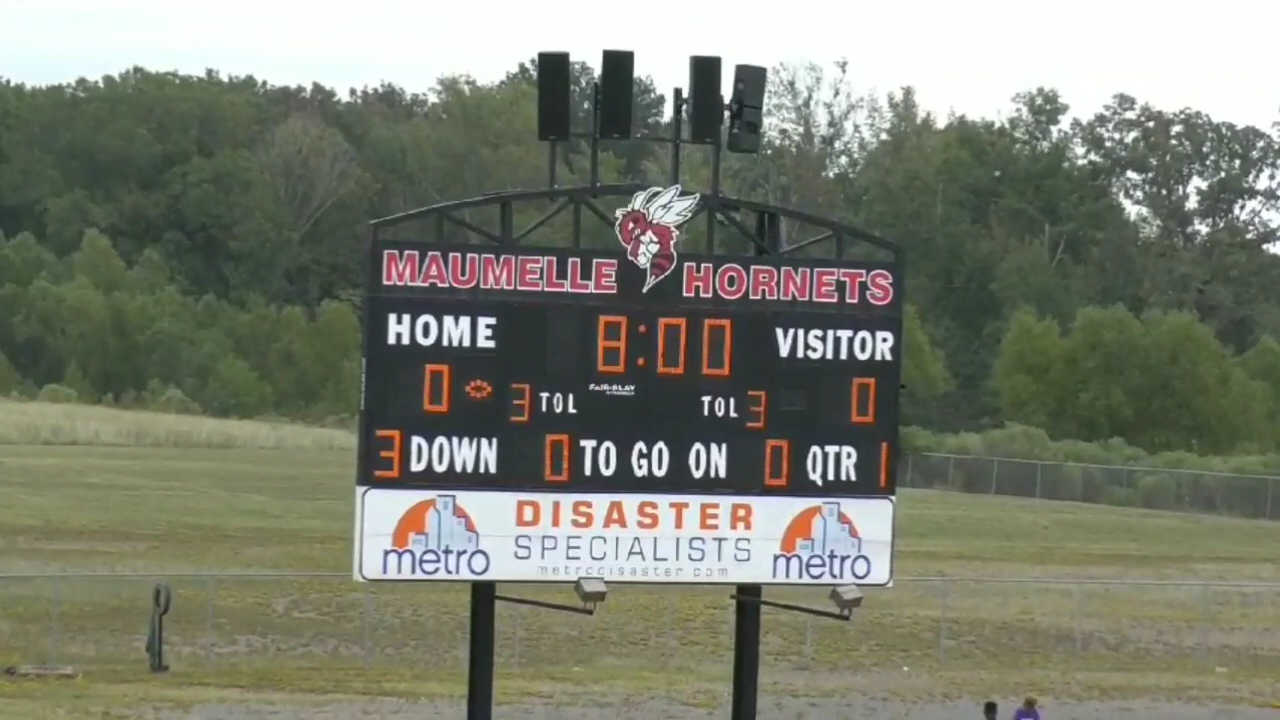 MAUMELLE HORNETS
HOME 8:00 VISITOR
FAIR-PLAY
0 3 TOL TOL 3 0
3 DOWN 0 TO GO ON 0 QTR 1
metro DISASTER SPECIALISTS metro
metrodisaster.com